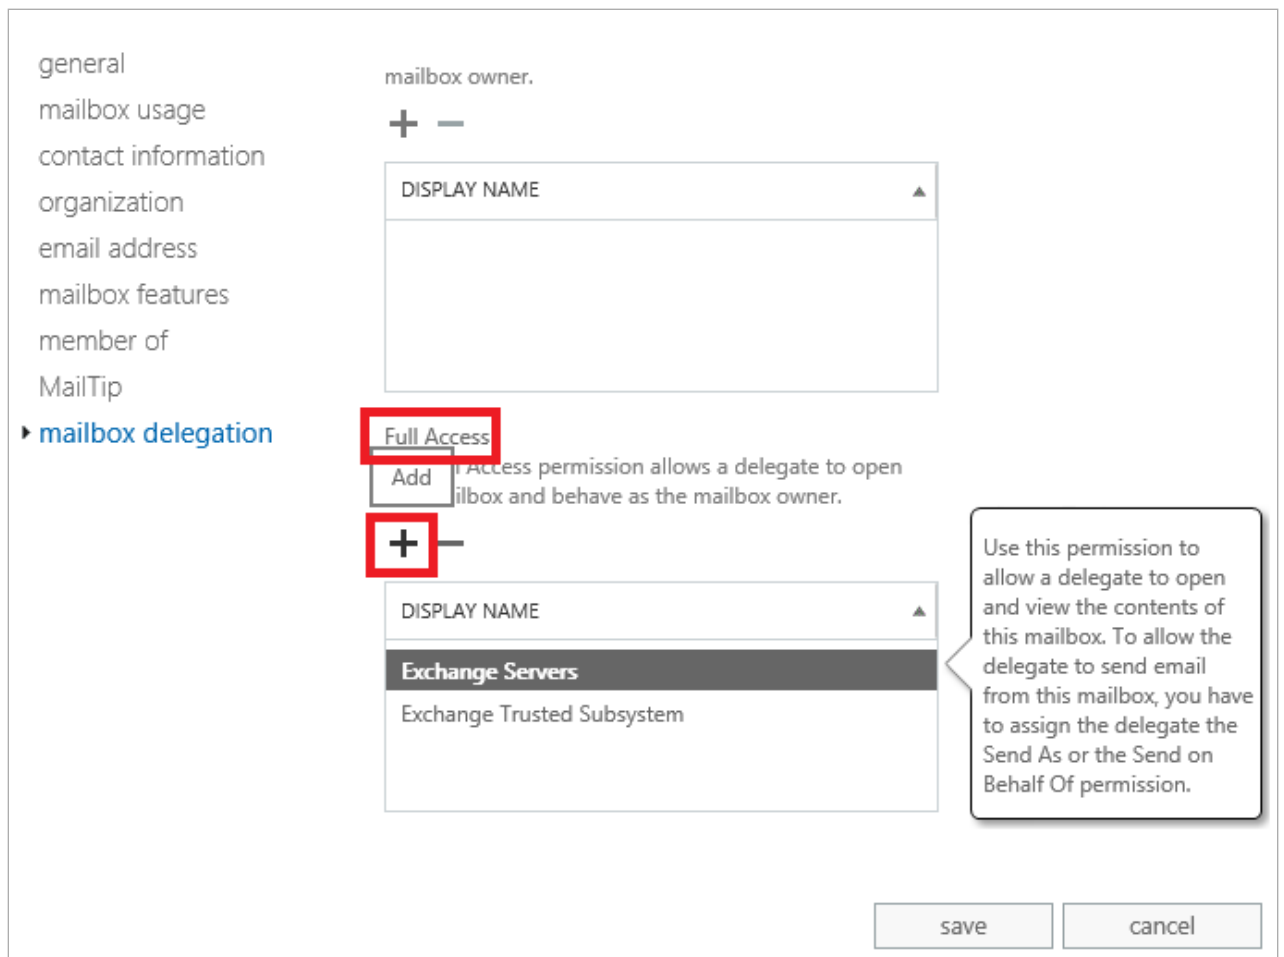 general
mailbox usage
contact information
organization
email address
mailbox features
member of
MailTip
mailbox delegation
mailbox owner.
DISPLAY NAME
Full Access
Add
Access permission allows a delegate to open
ilbox and behave as the mailbox owner.
DISPLAY NAME
Exchange Servers
Exchange Trusted Subsystem
Use this permission to
allow a delegate to open
and view the contents of
this mailbox. To allow the
delegate to send email
from this mailbox, you have
to assign the delegate the
Send As or the Send on
Behalf Of permission.
save
cancel